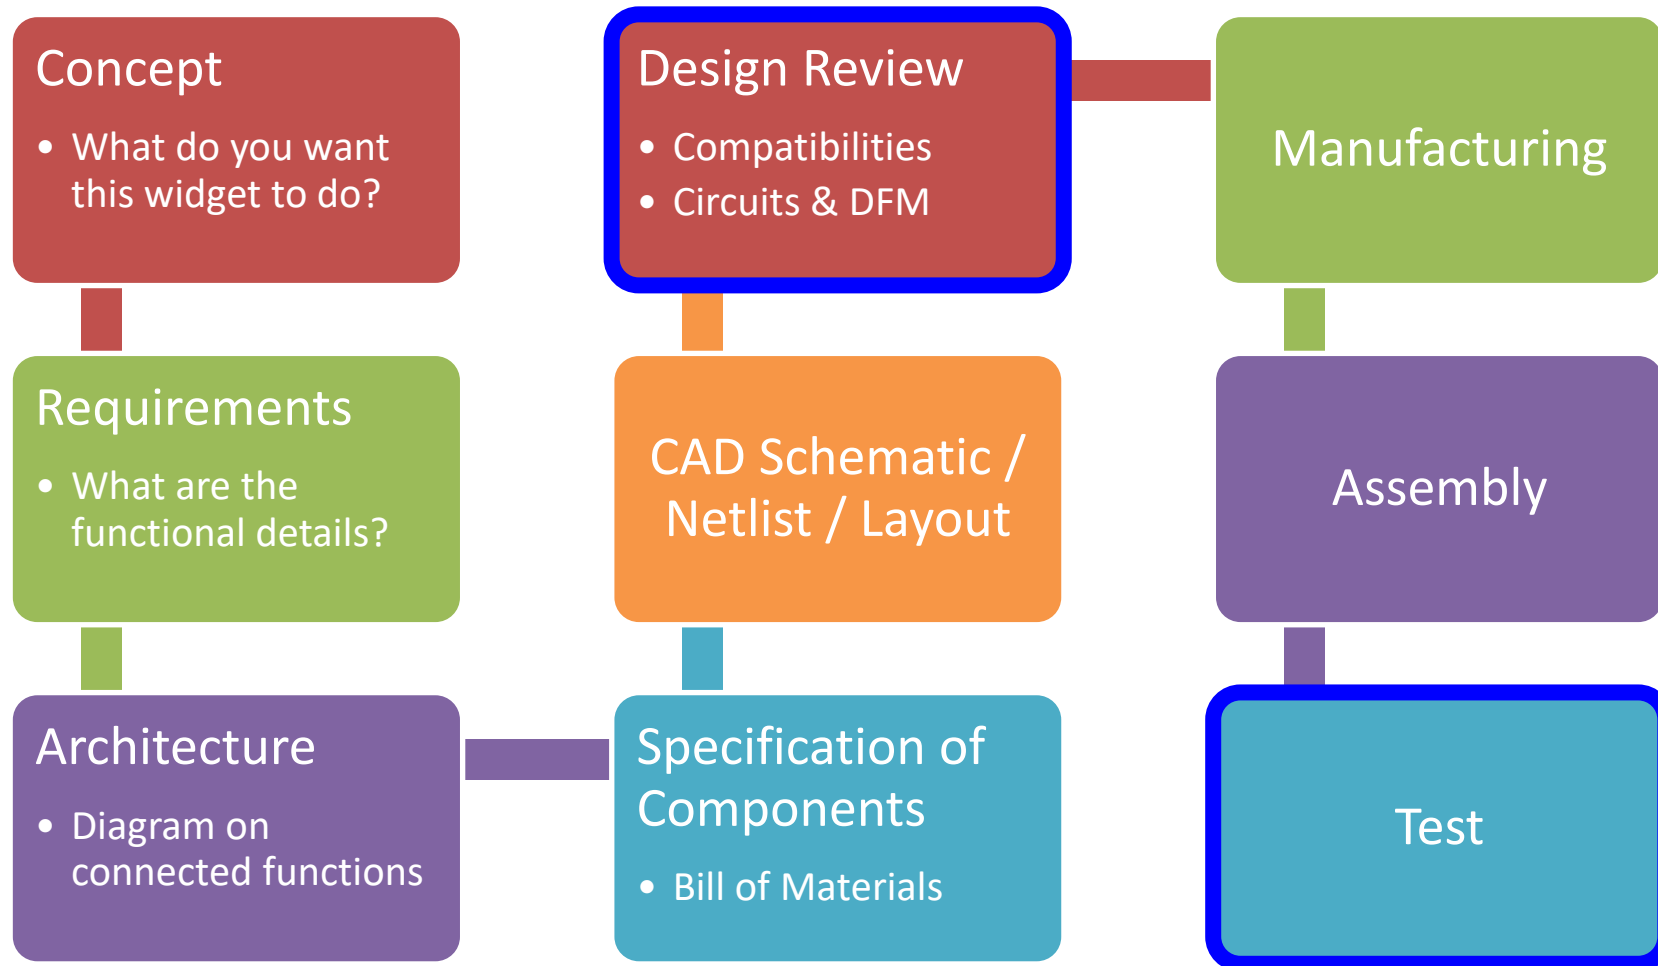 Concept
• What do you want
this widget to do?
Requirements
• What are the
functional details?
Architecture
• Diagram on
connected functions
Specification of
Components
• Bill of Materials
CAD Schematic /
Netlist / Layout
Design Review
• Compatibilities
• Circuits & DFM
Manufacturing
Assembly
Test